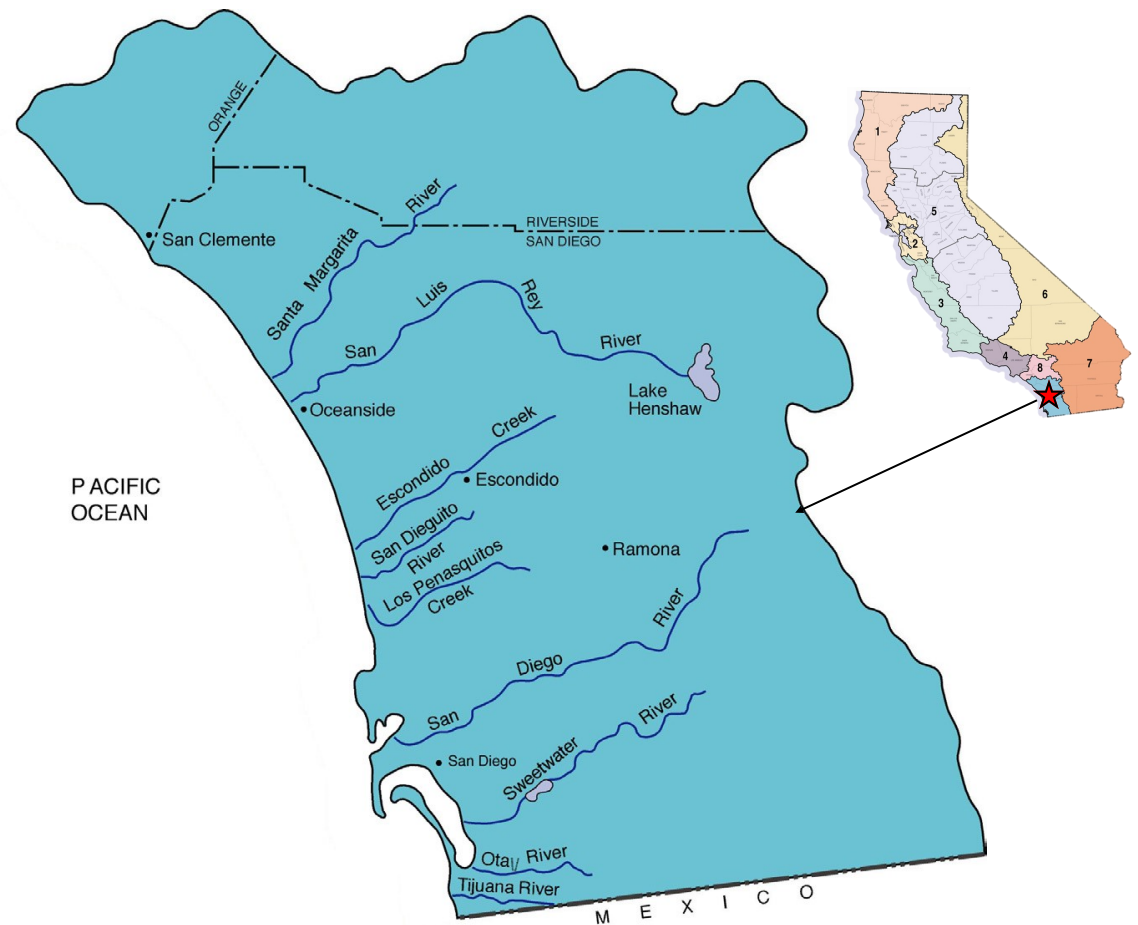 ORANGE
San Clemente
Santa Margarita River
RIVERSIDE
SAN DIEGO
San Luis Rey River
Lake
Henshaw
Oceanside
Escondido Creek
Escondido
San Dieguito
River
Los Penasquitos
Creek
Ramona
San Diego River
San Diego
Sweetwater River
Otay River
Tijuana River
MEXICO
PACIFIC
OCEAN
1
2
3
4
5
6
7
8